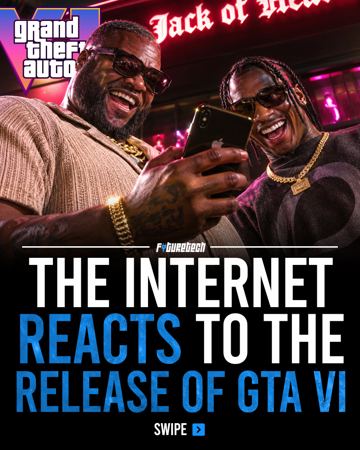 grand
theft
auto
VI
Jack of
FUTURETECH
THE INTERNET
REACTS TO THE
RELEASE OF GTA VI
SWIPE